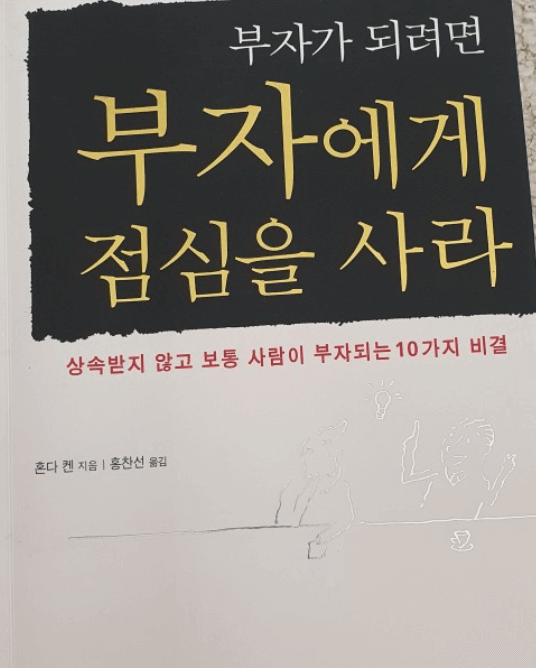 부자가 되려면
부자에게
점심을 사라
상속받지 않고 보통 사람이 부자되는 10가지 비결
혼다 켄 지음 | 홍찬선 옮김